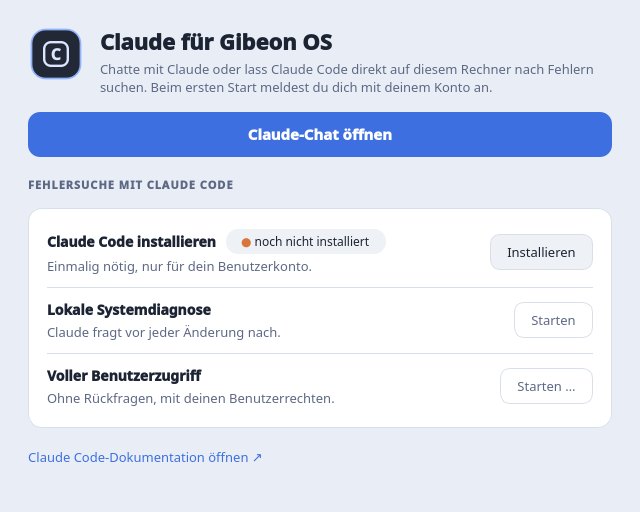 C
Claude für Gibeon OS
Chatte mit Claude oder lass Claude Code direkt auf diesem Rechner nach Fehlern
suchen. Beim ersten Start meldest du dich mit deinem Konto an.
Claude-Chat öffnen
FEHLERSUCHE MIT CLAUDE CODE
Claude Code installieren
noch nicht installiert
Einmalig nötig, nur für dein Benutzerkonto.
Installieren
Lokale Systemdiagnose
Claude fragt vor jeder Änderung nach.
Starten
Voller Benutzerzugriff
Ohne Rückfragen, mit deinen Benutzerrechten.
Starten ...
Claude Code-Dokumentation öffnen ↗